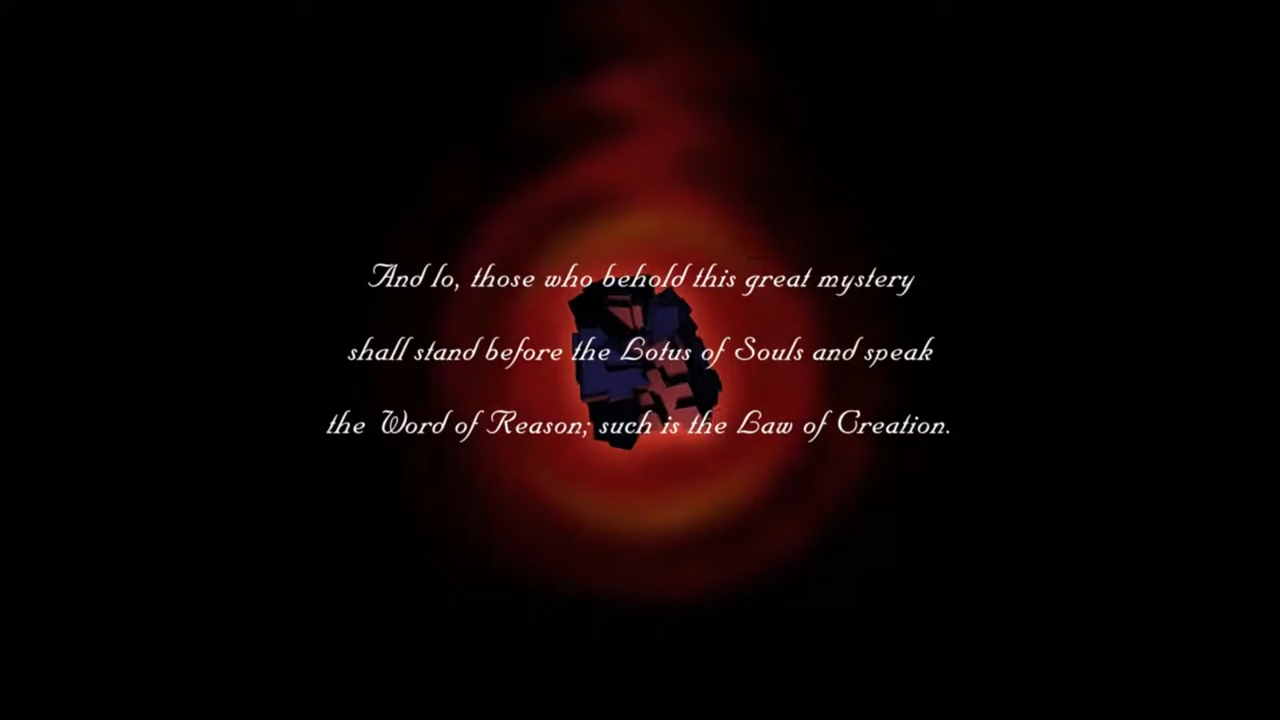 And lo, those who behold this great mystery
shall stand before the Lotus of Souls and speak
the Word of Reason; such is the Law of Creation.